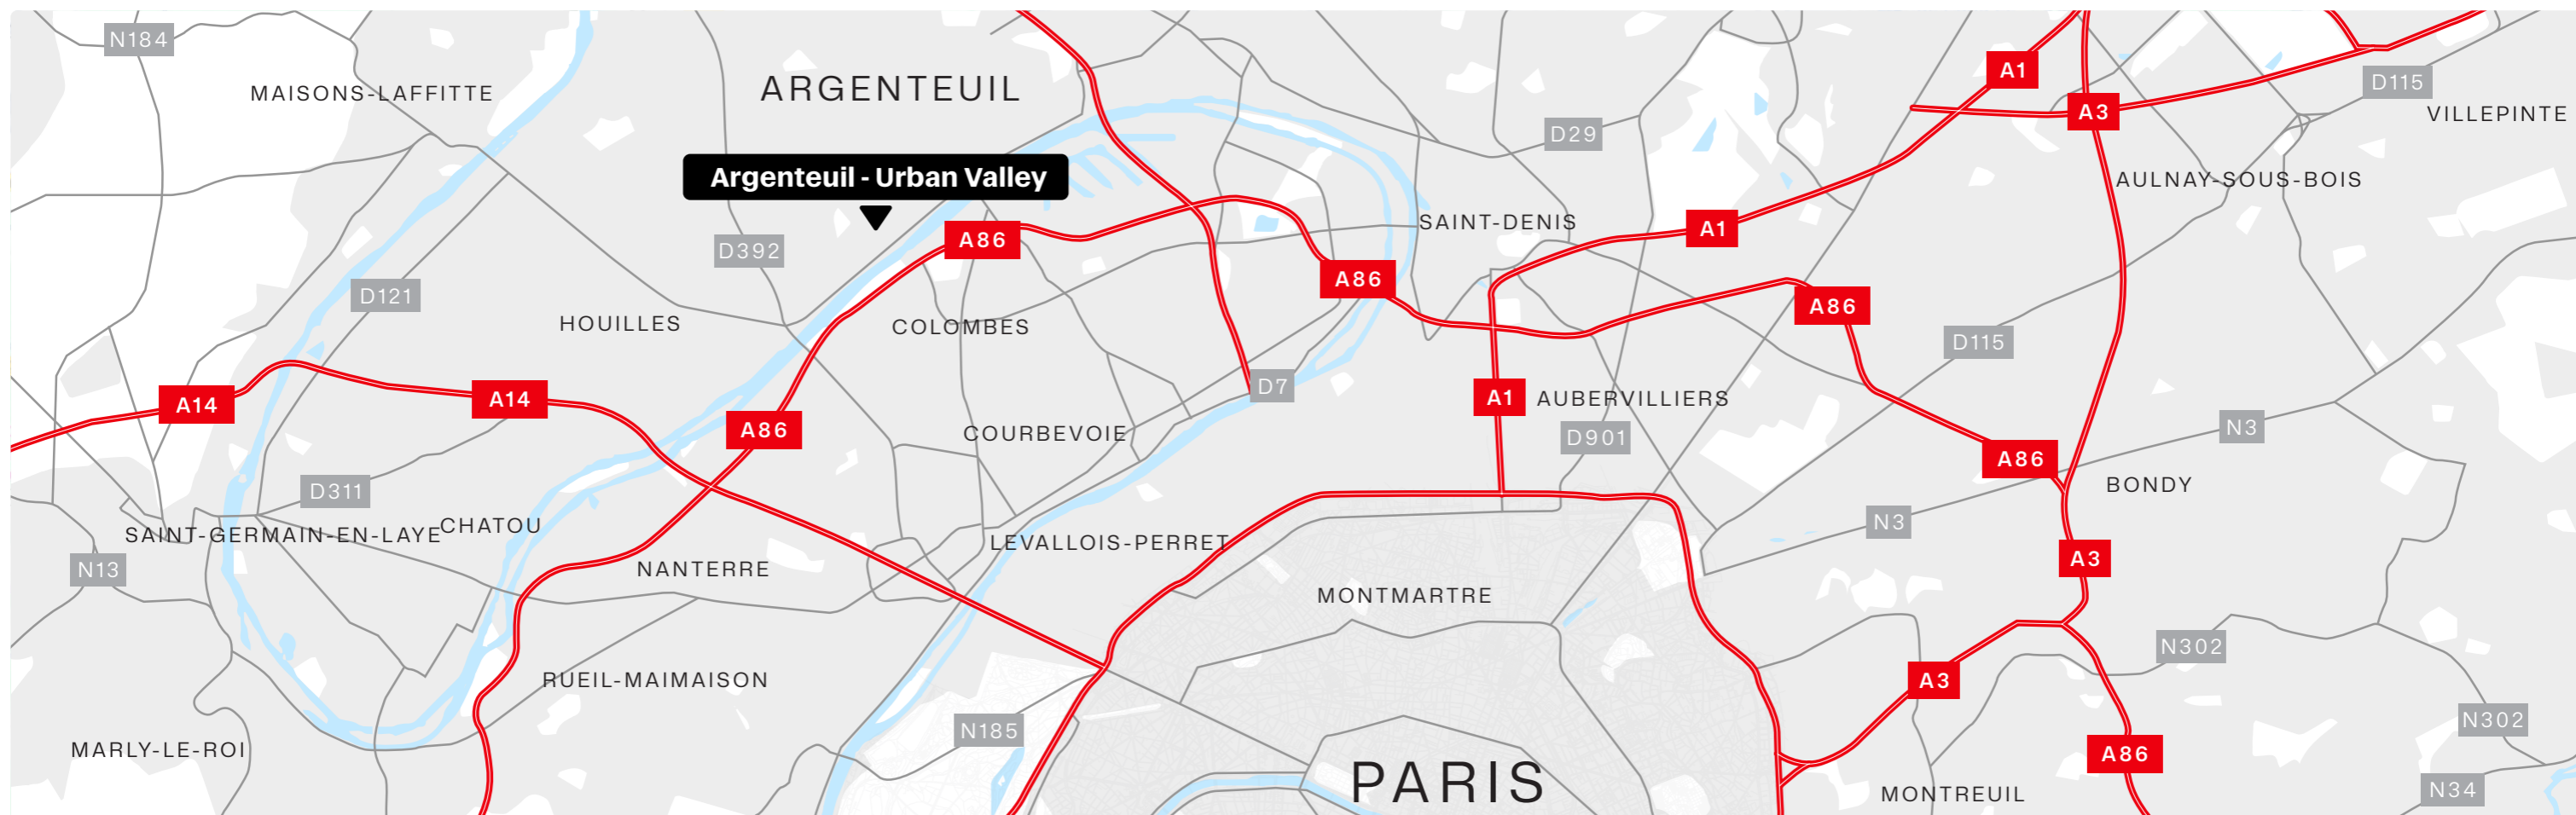 N184
A1
D115
MAISONS-LAFFITTE
ARGENTEUIL
A3
VILLEPINTE
D29
Argenteuil - Urban Valley
AULNAY-SOUS-BOIS
SAINT-DENIS
A1
A86
D392
A86
D121
A86
HOUILLES
COLOMBES
D115
D7
A14
A14
A1
AUBERVILLIERS
A86
COURBEVOIE
D901
N3
A86
D311
BONDY
SAINT-GERMAIN-EN-LAYE
CHATOU
N3
LEVALLOIS-PERRET
A3
N13
NANTERRE
MONTMARTRE
N302
RUEIL-MAIMAISON
A3
N185
N302
MARLY-LE-ROI
A86
PARIS
MONTREUIL
N34